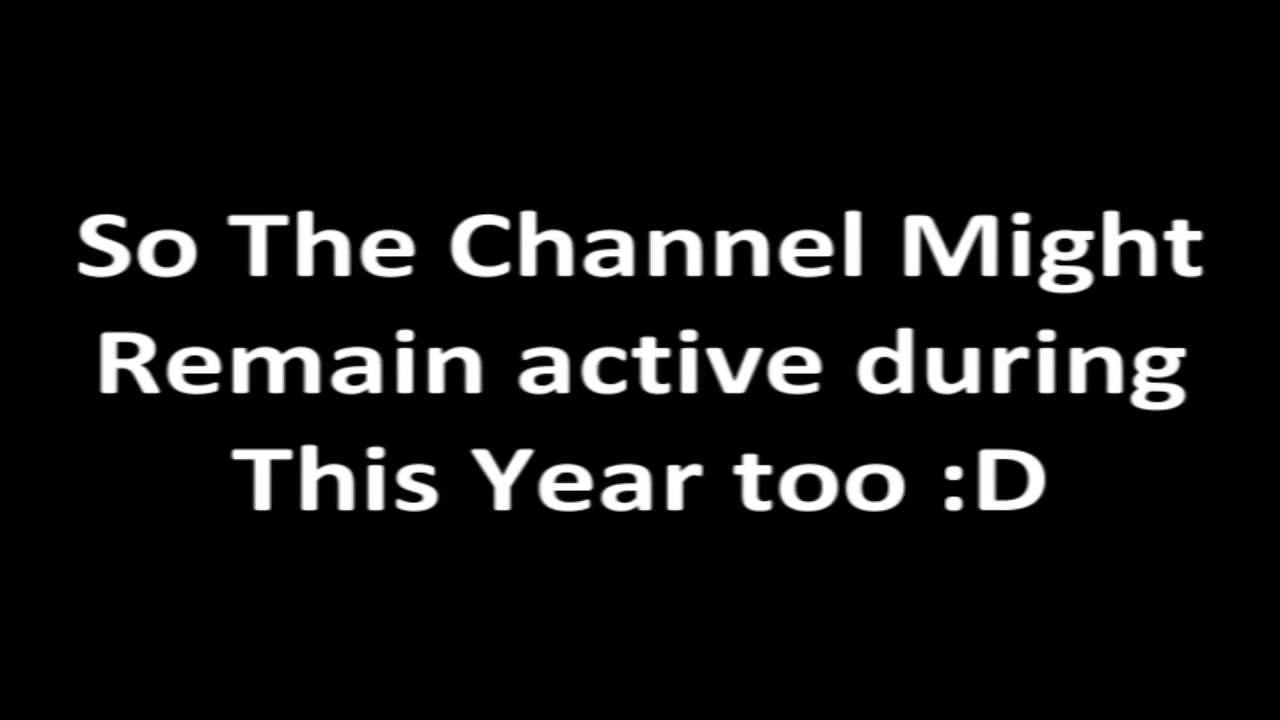 So The Channel Might
Remain active during
This Year too :D